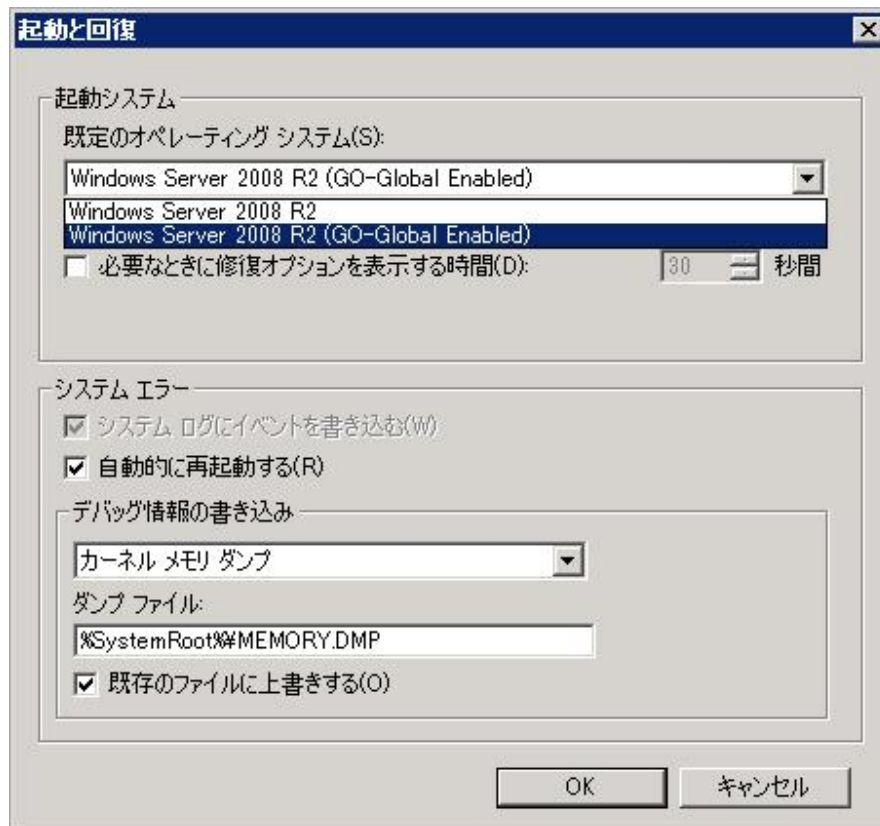 起動と回復
起動システム
既定のオペレーティング システム(S):
Windows Server 2008 R2 (GO-Global Enabled)
Windows Server 2008 R2
Windows Server 2008 R2 (GO-Global Enabled)
必要なときに修復オプションを表示する時間(D): 30 秒間
システム エラー
システム ログにイベントを書き込む(W)
自動的に再起動する(R)
デバッグ情報の書き込み
カーネル メモリ ダンプ
ダンプ ファイル:
%SystemRoot%¥MEMORY.DMP
既存のファイルに上書きする(O)
OK キャンセル